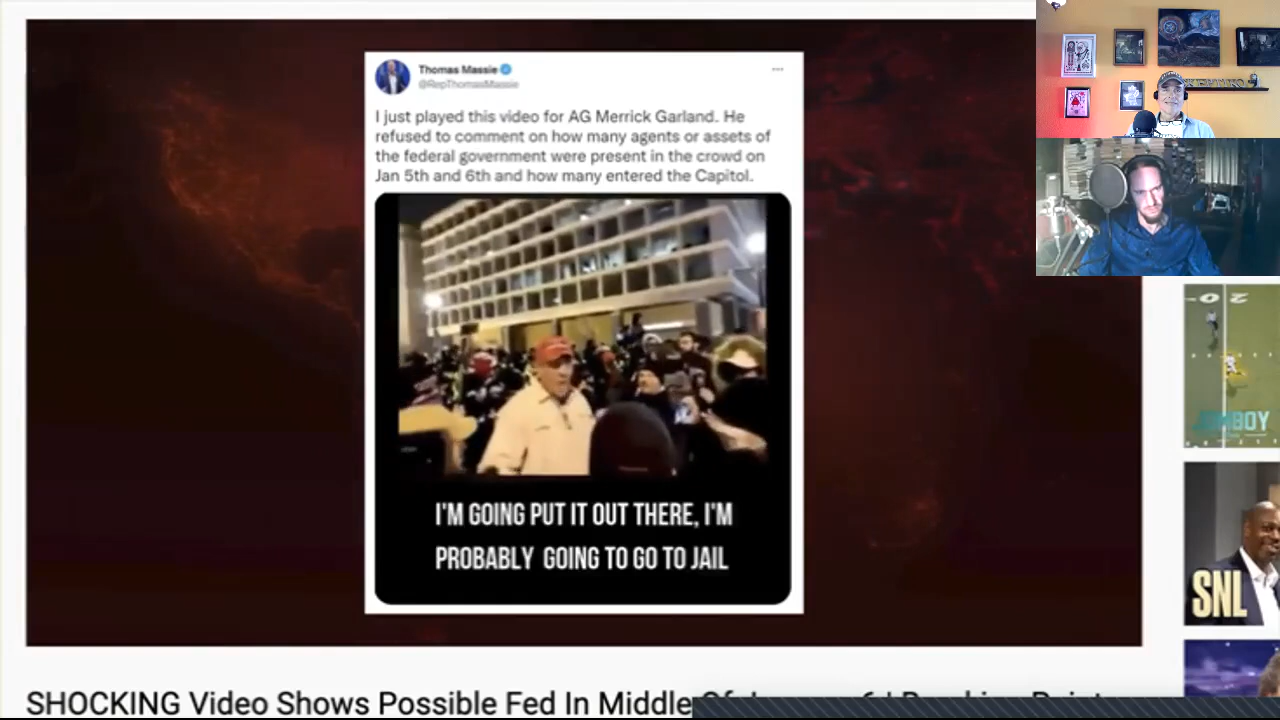 Thomas Massie
@RepThomasMassie
I just played this video for AG Merrick Garland. He
refused to comment on how many agents or assets of
the federal government were present in the crowd on
Jan 5th and 6th and how many entered the Capitol.
I'M GOING PUT IT OUT THERE, I'M
PROBABLY GOING TO GO TO JAIL
SNL
SHOCKING Video Shows Possible Fed In Middle